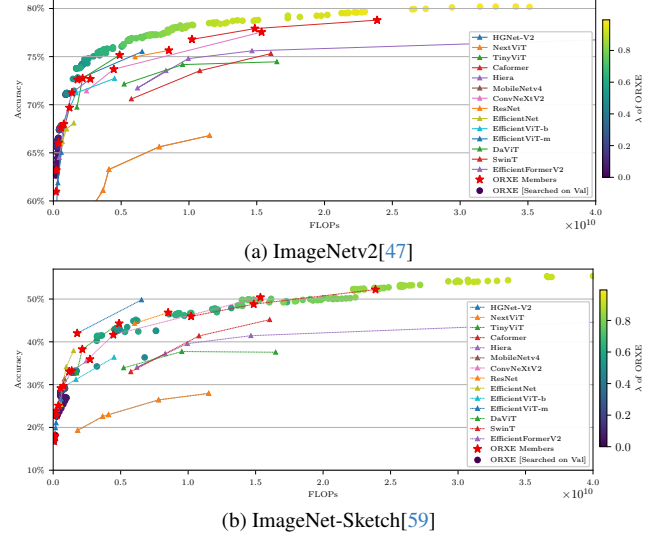 80%
75%
70%
65%
60%
Accuracy
0.0
0.5
1.0
1.5
2.0
2.5
3.0
3.5
4.0
FLOPs
×10¹⁰
HGNet-V2
NextViT
TinyViT
Caformer
Hiera
MobileNetv4
ConvNeXtV2
ResNet
EfficientNet
EfficientViT-b
EfficientViT-m
DaViT
SwinT
EfficientFormerV2
ORXE Members
ORXE [Searched on Val]
0.8
0.6
0.4
0.2
0.0
λ of ORXE
(a) ImageNetv2[47]
50%
40%
30%
20%
10%
Accuracy
0.0
0.5
1.0
1.5
2.0
2.5
3.0
3.5
4.0
FLOPs
×10¹⁰
HGNet-V2
NextViT
TinyViT
Caformer
Hiera
MobileNetv4
ConvNeXtV2
ResNet
EfficientNet
EfficientViT-b
EfficientViT-m
DaViT
SwinT
EfficientFormerV2
ORXE Members
ORXE [Searched on Val]
0.8
0.6
0.4
0.2
0.0
λ of ORXE
(b) ImageNet-Sketch[59]